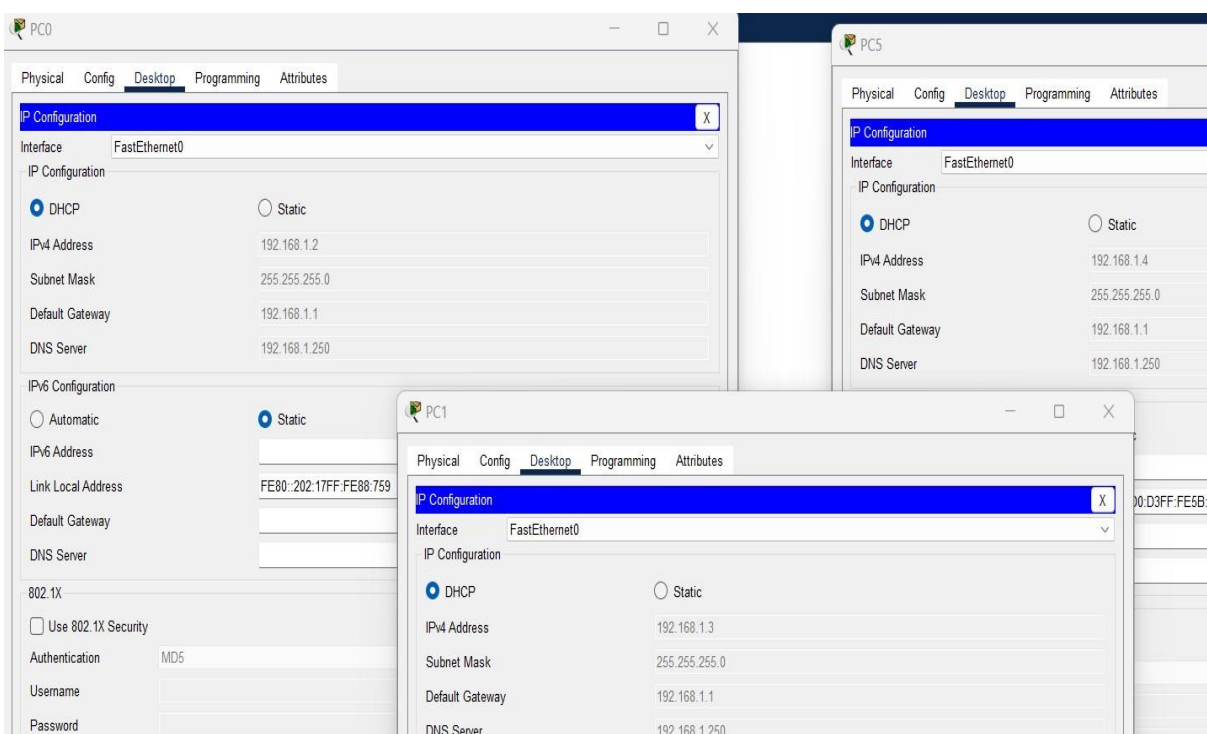 PC0
Physical Config Desktop Programming Attributes
IP Configuration X
Interface FastEthernet0
IP Configuration
DHCP Static
IPv4 Address 192.168.1.2
Subnet Mask 255.255.255.0
Default Gateway 192.168.1.1
DNS Server 192.168.1.250
IPv6 Configuration
Automatic Static
IPv6 Address
Link Local Address FE80::202:17FF:FE88:759
Default Gateway
DNS Server
802.1X
Use 802.1X Security
Authentication MD5
Username
Password
PC5
Physical Config Desktop Programming Attributes
IP Configuration
Interface FastEthernet0
IP Configuration
DHCP Static
IPv4 Address 192.168.1.4
Subnet Mask 255.255.255.0
Default Gateway 192.168.1.1
DNS Server 192.168.1.250
D0:D3FF:FE5B:
PC1
Physical Config Desktop Programming Attributes
IP Configuration X
Interface FastEthernet0
IP Configuration
DHCP Static
IPv4 Address 192.168.1.3
Subnet Mask 255.255.255.0
Default Gateway 192.168.1.1
DNS Server 192.168.1.250